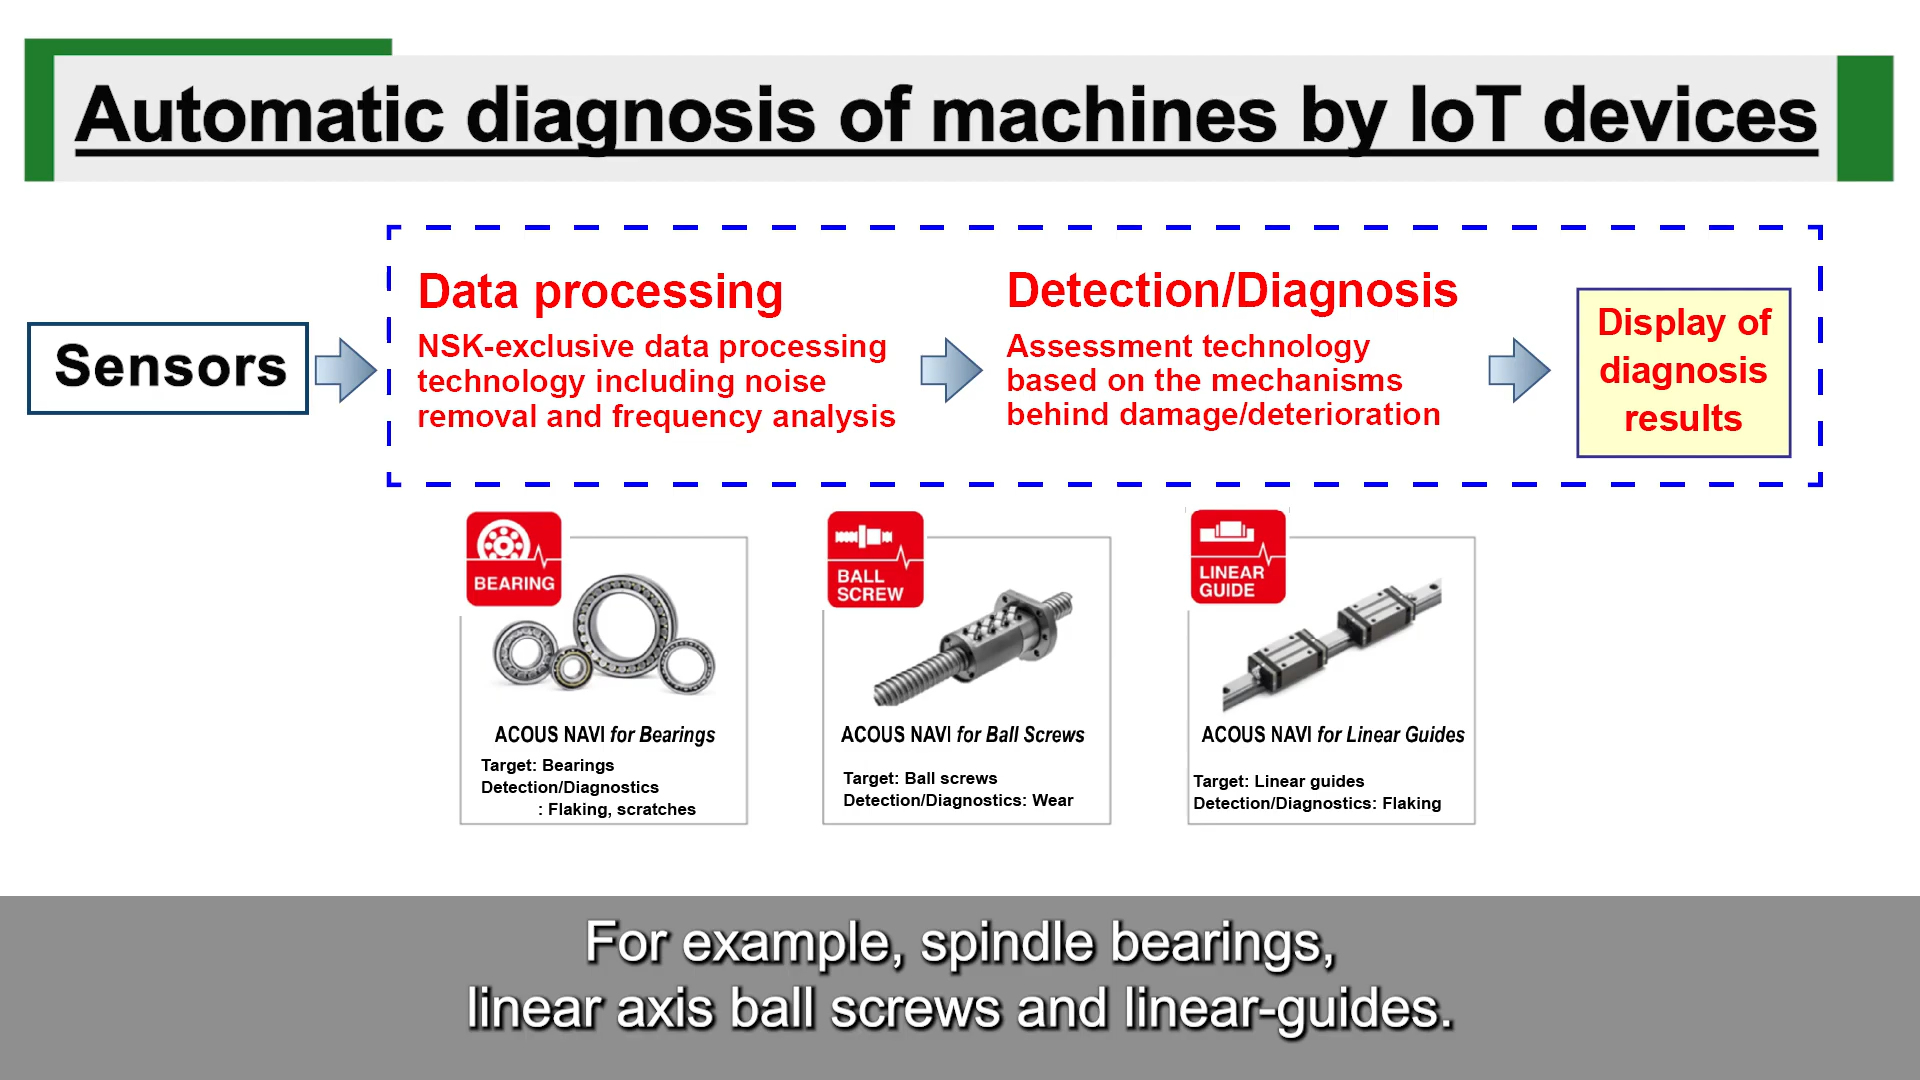 Automatic diagnosis of machines by IoT devices
Sensors
Data processing
NSK-exclusive data processing
technology including noise
removal and frequency analysis
Detection/Diagnosis
Assessment technology
based on the mechanisms
behind damage/deterioration
Display of
diagnosis
results
BEARING
ACOUS NAVI for Bearings
Target: Bearings
Detection/Diagnostics
: Flaking, scratches
BALL
SCREW
ACOUS NAVI for Ball Screws
Target: Ball screws
Detection/Diagnostics: Wear
LINEAR
GUIDE
ACOUS NAVI for Linear Guides
Target: Linear guides
Detection/Diagnostics: Flaking
For example, spindle bearings,
linear axis ball screws and linear-guides.